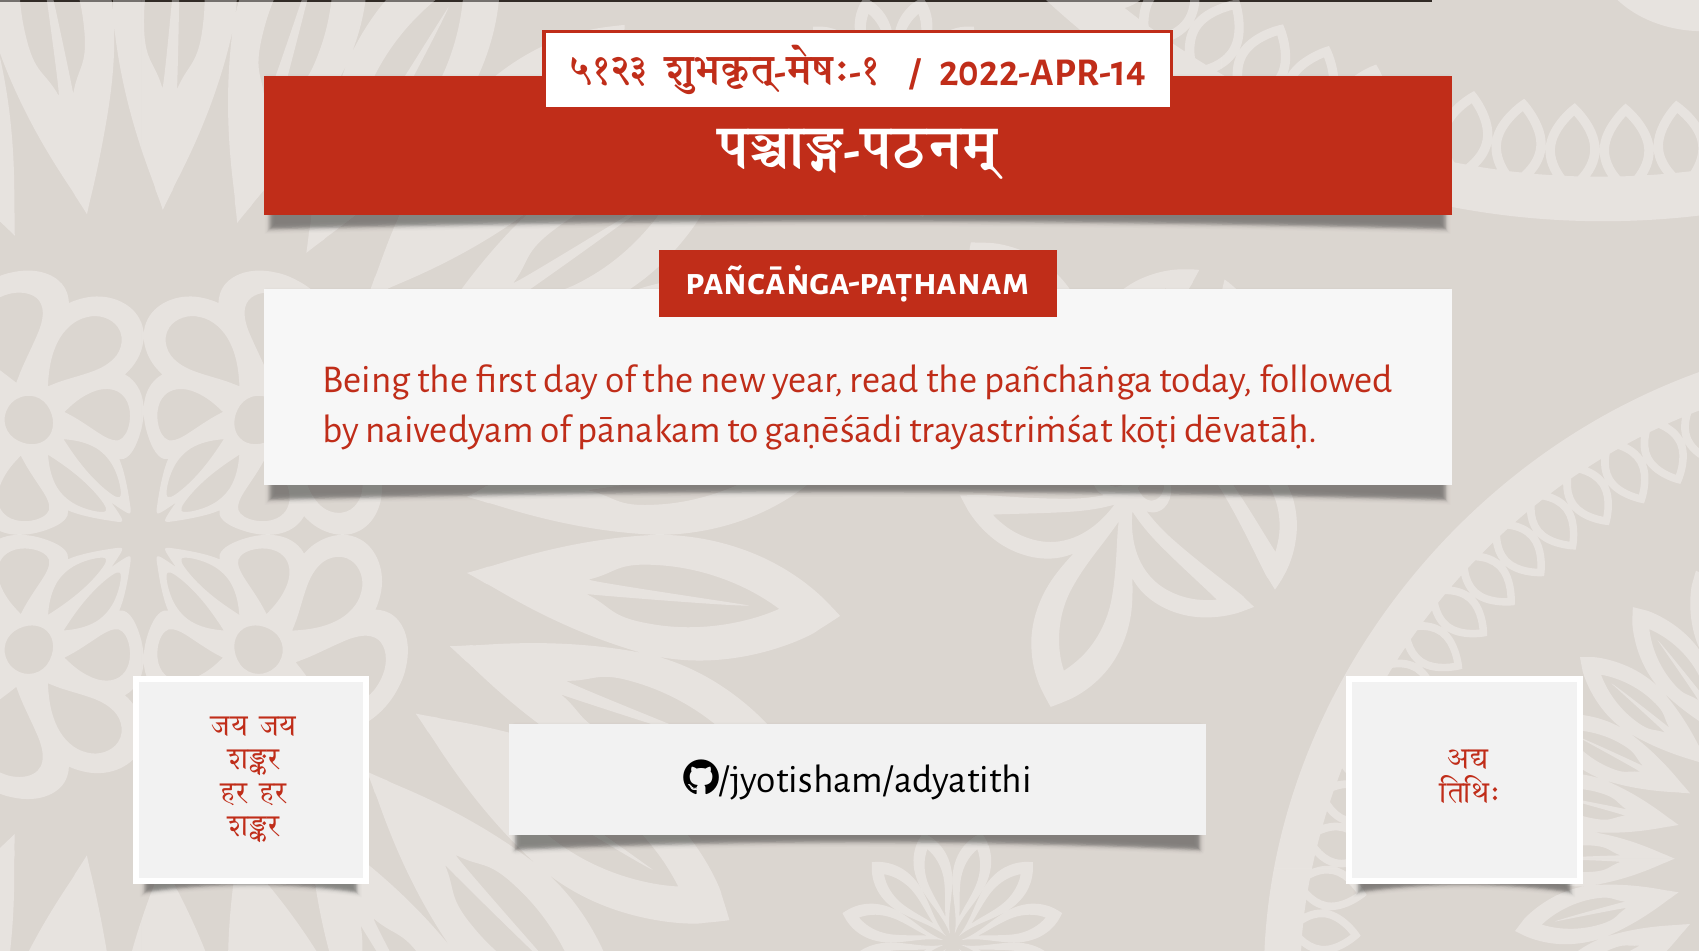 ५१२३ शुभकृत्-मेषः-१ / 2022-APR-14
पञ्चाङ्ग-पठनम्
PAÑCĀṄGA-PAṬHANAM
Being the first day of the new year, read the pañchāṅga today, followed
by naivedyam of pānakam to gaṇēśādi trayastriṁśat kōṭi dēvatāḥ.
जय जय
शङ्कर
हर हर
शङ्कर
/jyotisham/adyatithi
अद्य
तिथिः